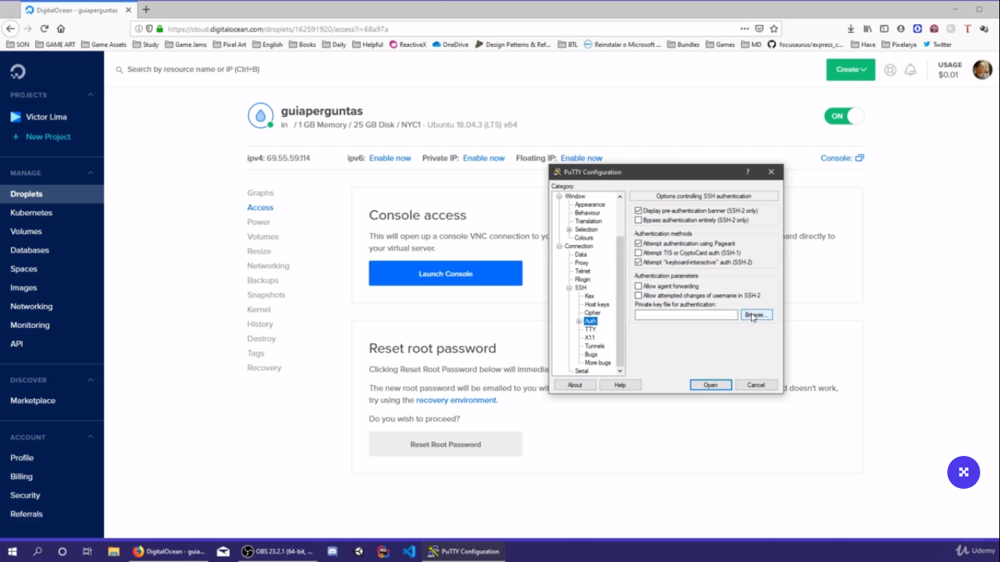 DigitalOcean - guiaperguntas
https://cloud.digitalocean.com/droplets/162591920/access?i=68a97a
SON GAME ART Game Assets Study Game Jams Pixel Art English Books Daily Helpful ReactiveX OneDrive Design Patterns & Ref... BTL Reinstalar o Microsoft ... Bundles Games MD focusaurus/express_c... Haxe Pixelarya Twitter
Search by resource name or IP (Ctrl+B)
Create
USAGE
$0.01
PROJECTS
Victor Lima
+ New Project
MANAGE
Droplets
Kubernetes
Volumes
Databases
Spaces
Images
Networking
Monitoring
API
DISCOVER
Marketplace
ACCOUNT
Profile
Billing
Security
Referrals
guiaperguntas
in / 1 GB Memory / 25 GB Disk / NYC1 - Ubuntu 18.04.3 (LTS) x64
ON
ipv4: 69.55.59.114 ipv6: Enable now Private IP: Enable now Floating IP: Enable now Console:
Graphs
Access
Power
Volumes
Resize
Networking
Backups
Snapshots
Kernel
History
Destroy
Tags
Recovery
Console access
This will open up a console VNC connection to directly to
your virtual server.
Launch Console
Reset root password
Clicking Reset Root Password below will
The new root password will be emailed to you doesn't work,
try using the recovery environment.
Do you wish to proceed?
Reset Root Password
PuTTY Configuration ?
Category:
Window
Appearance
Behaviour
Translation
Selection
Colours
Connection
Data
Proxy
Telnet
Rlogin
SSH
Kex
Host keys
Cipher
Auth
TTY
X11
Tunnels
Bugs
More bugs
Serial
Options controlling SSH authentication
Display pre-authentication banner (SSH-2 only)
Bypass authentication entirely (SSH-2 only)
Authentication methods
Attempt authentication using Pageant
Attempt TIS or CryptoCard auth (SSH-1)
Attempt "keyboard-interactive" auth (SSH-2)
Authentication parameters
Allow agent forwarding
Allow attempted changes of username in SSH-2
Private key file for authentication:
Browse...
About Help Open Cancel
DigitalOcean - guia... OBS 23.2.1 (64-bit, ... PuTTY Configuration
Udemy